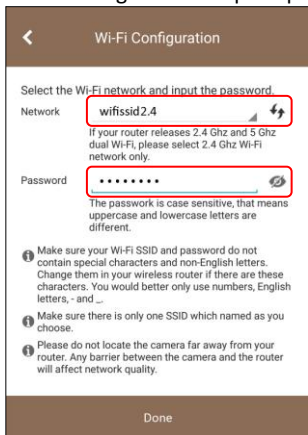 Wi-Fi Configuration
Select the Wi-Fi network and input the password.
Network wifissid2.4
If your router releases 2.4 Ghz and 5 Ghz
dual Wi-Fi, please select 2.4 Ghz Wi-Fi
network only.
Password ••••••••
The passwork is case sensitive, that means
uppercase and lowercase letters are
different.
Make sure your Wi-Fi SSID and password do not
contain special characters and non-English letters.
Change them in your wireless router if there are these
characters. You would better only use numbers, English
letters, - and _.
Make sure there is only one SSID which named as you
choose.
Please do not locate the camera far away from your
router. Any barrier between the camera and the router
will affect network quality.
Done